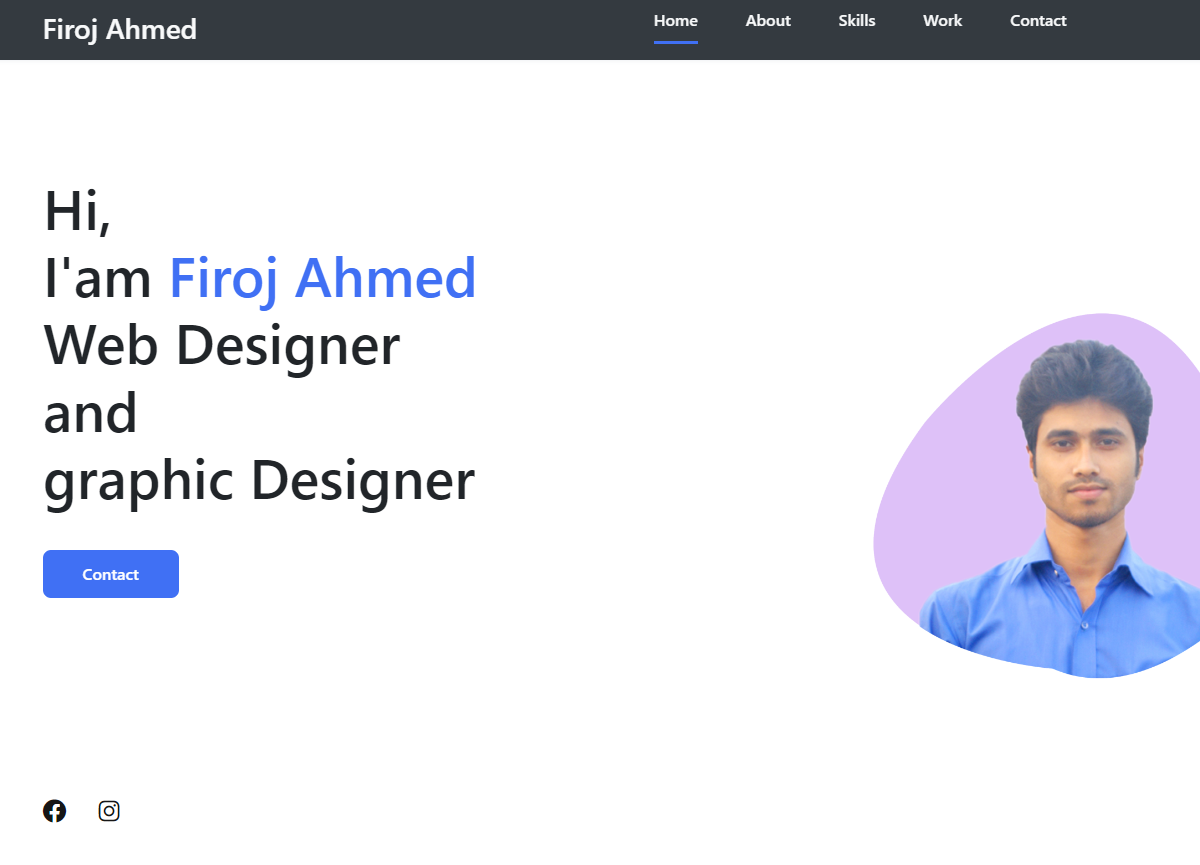 Firoj Ahmed
Home About Skills Work Contact
Hi,
I'am Firoj Ahmed
Web Designer
and
graphic Designer
Contact